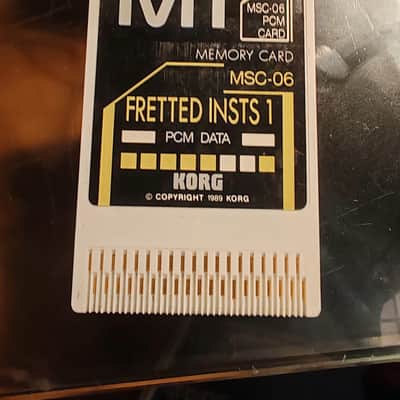 M1
MSC-06
PCM
CARD
MEMORY CARD
MSC-06
FRETTED INSTS 1
PCM DATA
KORG
© COPYRIGHT 1989 KORG